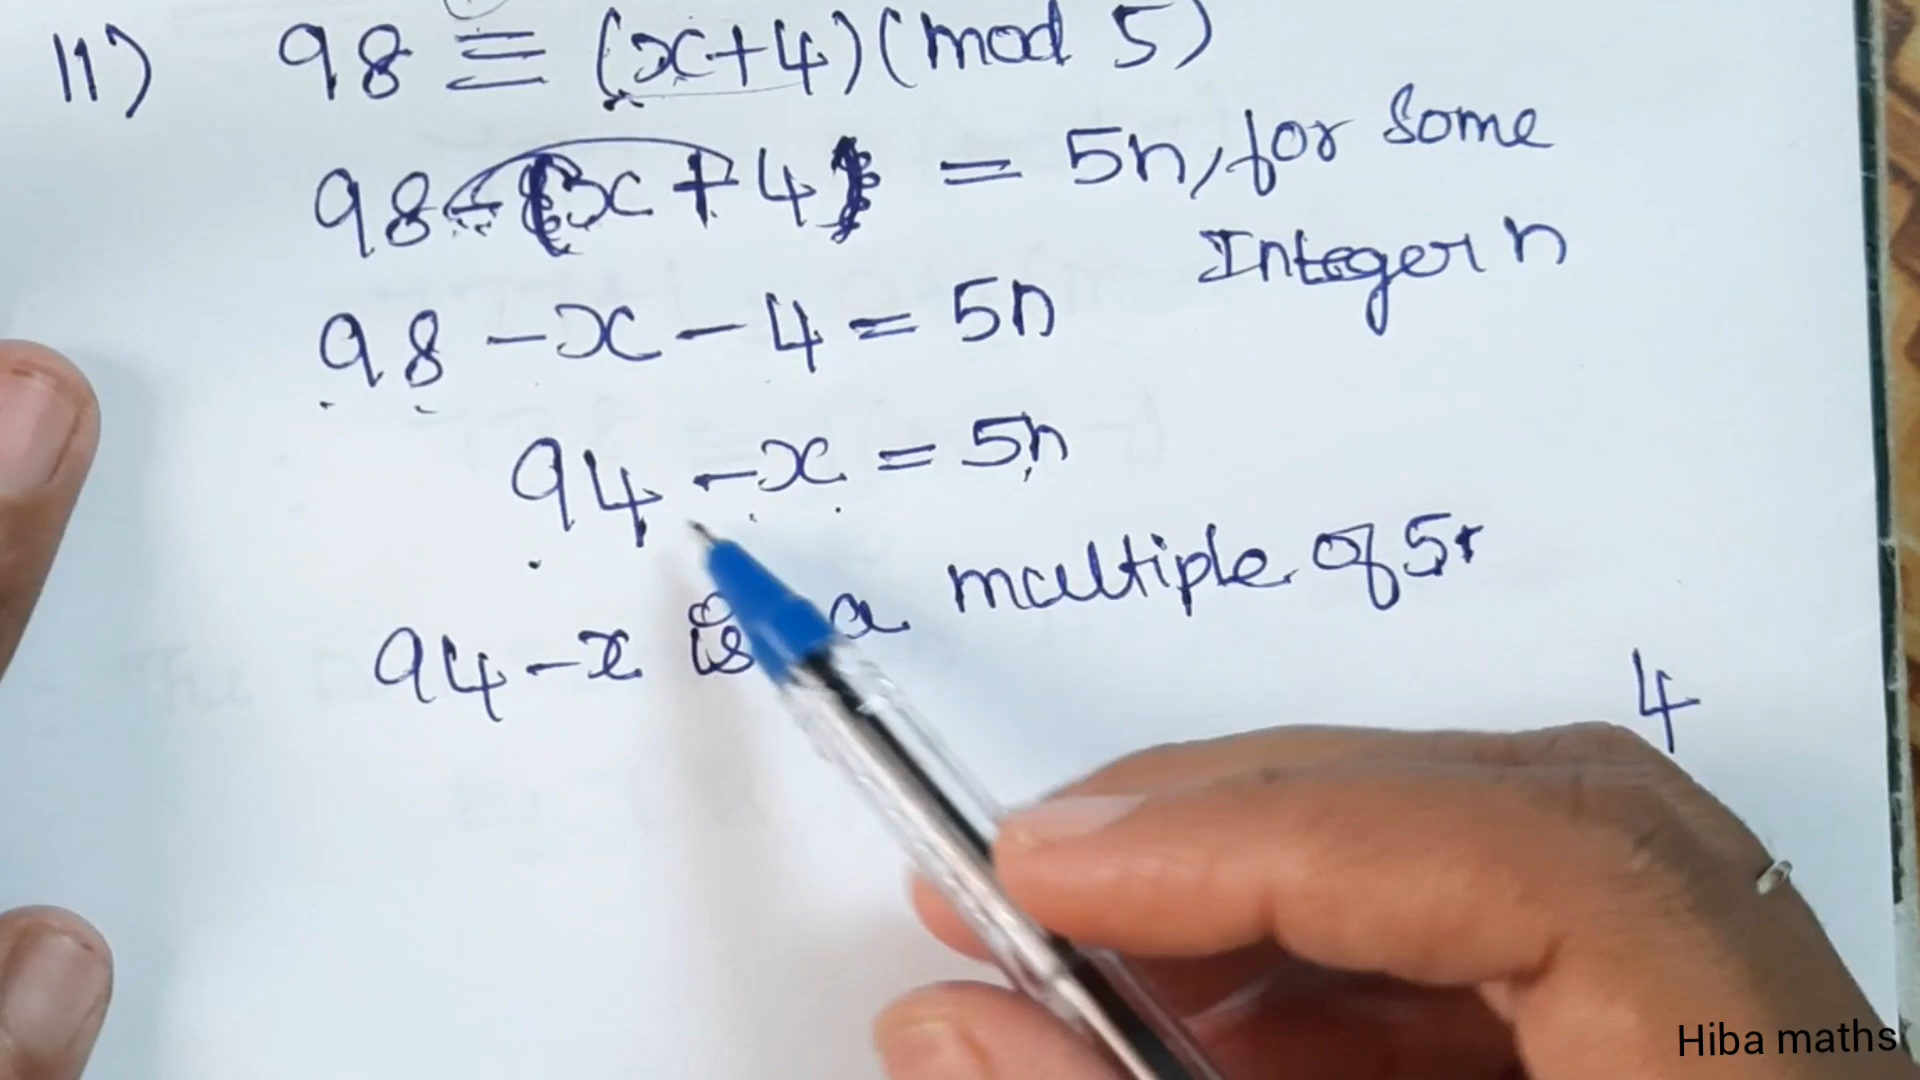 11) 98 ≡ (x+4)(mod 5)
98-(x+4) = 5n, for some
Integer n
98 - x - 4 = 5n
94 - x = 5n
94 - x is a multiple of 5.
4
Hiba maths